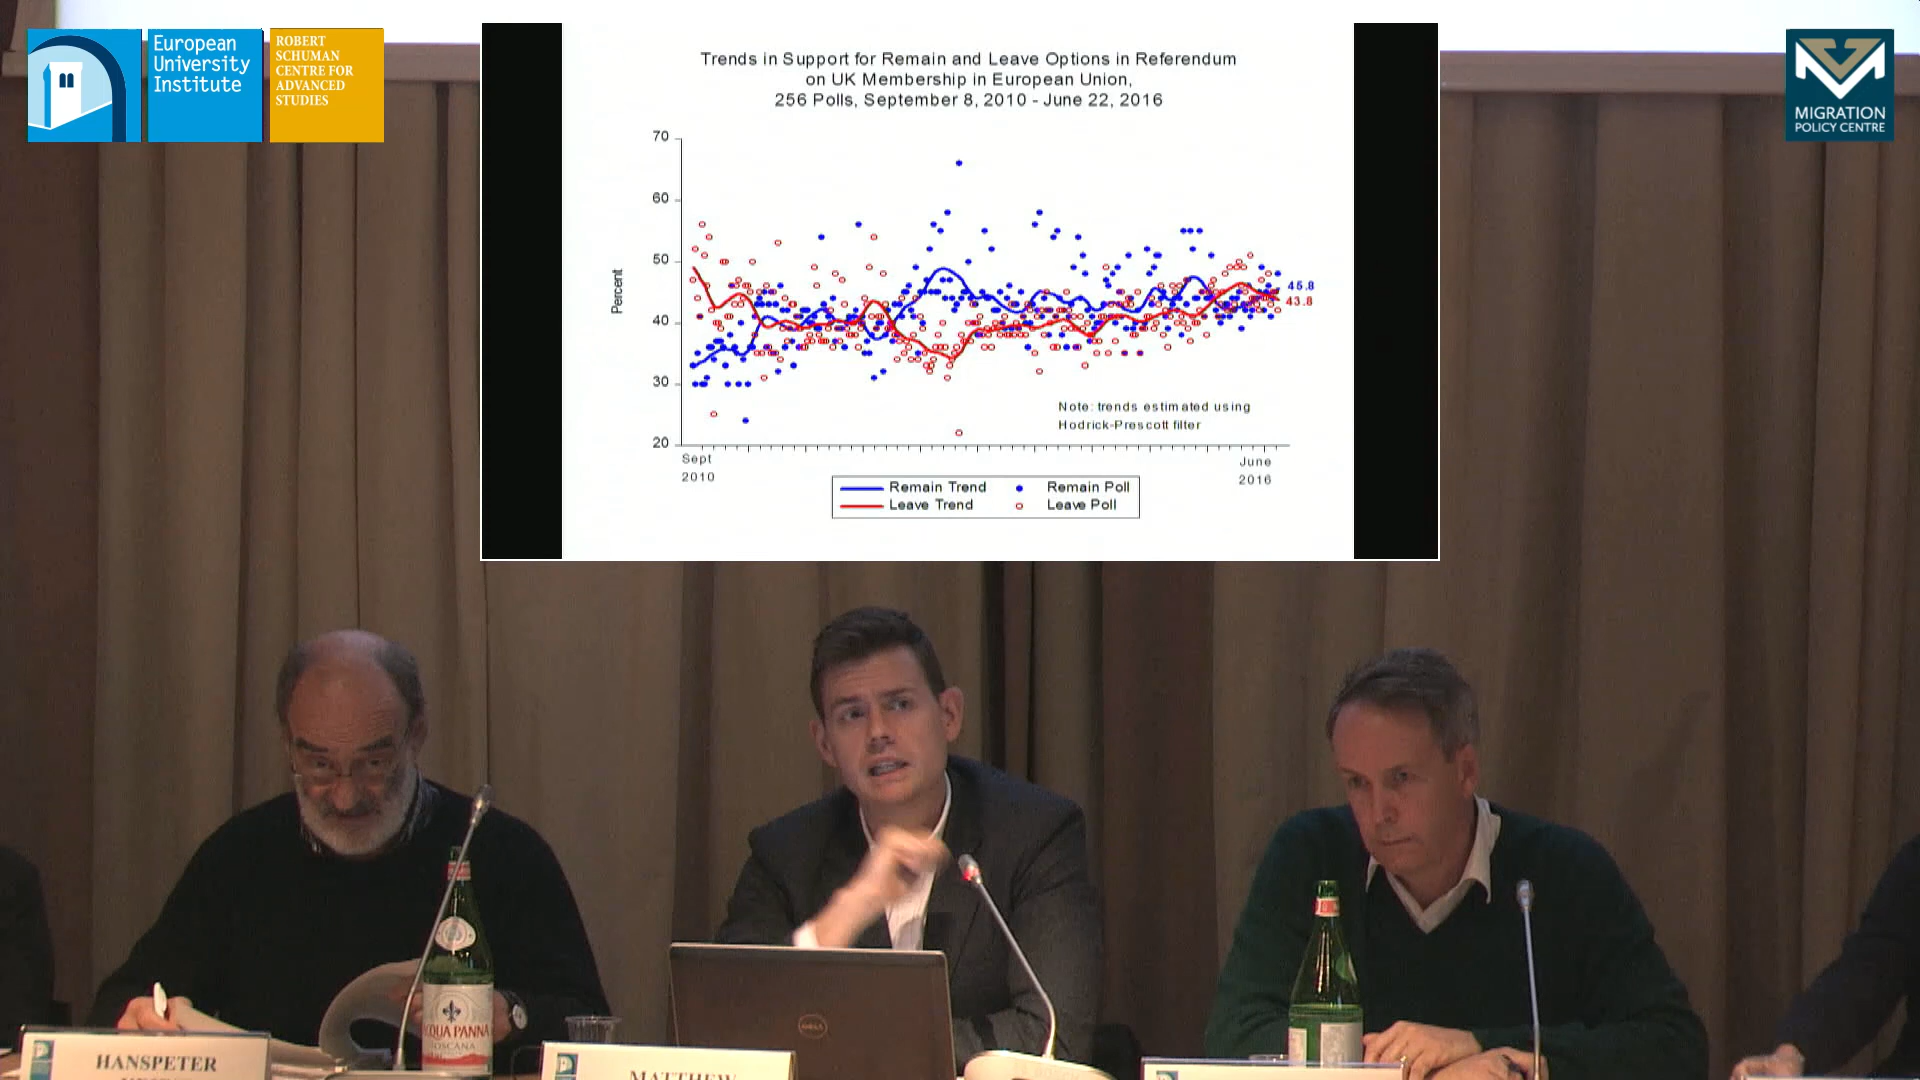 European
University
Institute
ROBERT
SCHUMAN
CENTRE FOR
ADVANCED
STUDIES
MIGRATION
POLICY CENTRE
Trends in Support for Remain and Leave Options in Referendum
on UK Membership in European Union,
256 Polls, September 8, 2010 - June 22, 2016
70
60
50
40
30
20
Percent
45.8
43.8
Note: trends estimated using
Hodrick-Prescott filter
Sept
2010
June
2016
Remain Trend
Remain Poll
Leave Trend
Leave Poll
ACQUA PANNA
TOSCANA
DELL
HANSPETER
MATTHEW